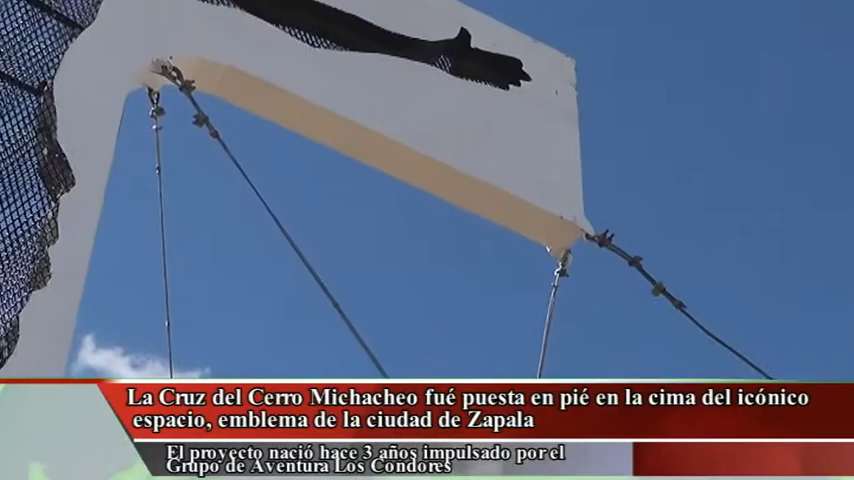 La Cruz del Cerro Michacheo fué puesta en pié en la cima del icónico
espacio, emblema de la ciudad de Zapala
El proyecto nació hace 3 años impulsado por el
Grupo de Aventura Los Condores